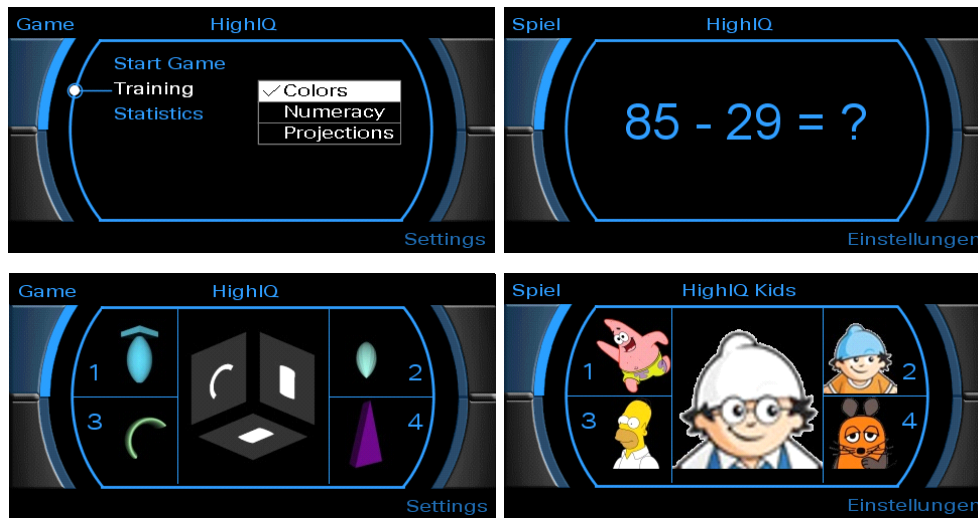 Game HighIQ
Start Game
Training
Statistics
✓ Colors
Numeracy
Projections
Settings
Spiel HighIQ
85 - 29 = ?
Einstellungen
Game HighIQ
1 2
3 4
Settings
Spiel HighIQ Kids
1 2
3 4
Einstellungen